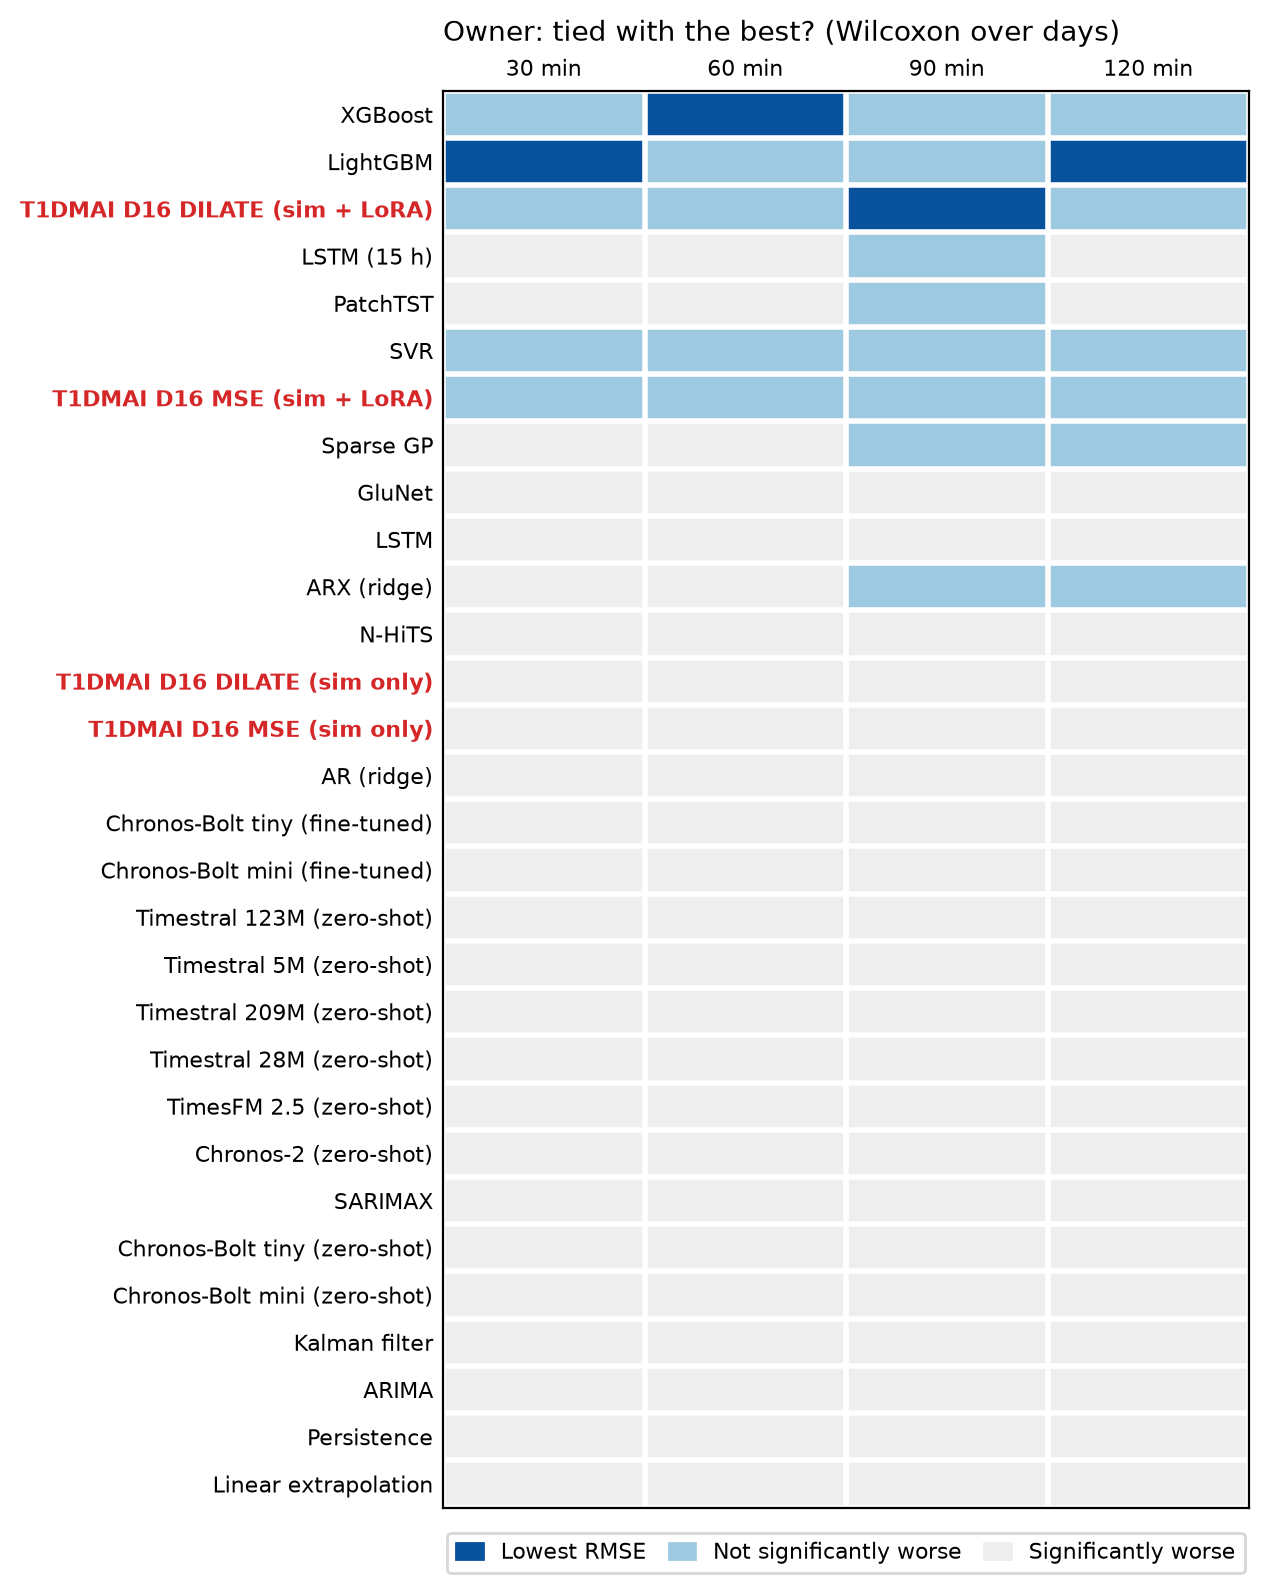 Owner: tied with the best? (Wilcoxon over days)
30 min 60 min 90 min 120 min
XGBoost
LightGBM
T1DMAI D16 DILATE (sim + LoRA)
LSTM (15 h)
PatchTST
SVR
T1DMAI D16 MSE (sim + LoRA)
Sparse GP
GluNet
LSTM
ARX (ridge)
N-HiTS
T1DMAI D16 DILATE (sim only)
T1DMAI D16 MSE (sim only)
AR (ridge)
Chronos-Bolt tiny (fine-tuned)
Chronos-Bolt mini (fine-tuned)
Timestral 123M (zero-shot)
Timestral 5M (zero-shot)
Timestral 209M (zero-shot)
Timestral 28M (zero-shot)
TimesFM 2.5 (zero-shot)
Chronos-2 (zero-shot)
SARIMAX
Chronos-Bolt tiny (zero-shot)
Chronos-Bolt mini (zero-shot)
Kalman filter
ARIMA
Persistence
Linear extrapolation
Lowest RMSE Not significantly worse Significantly worse